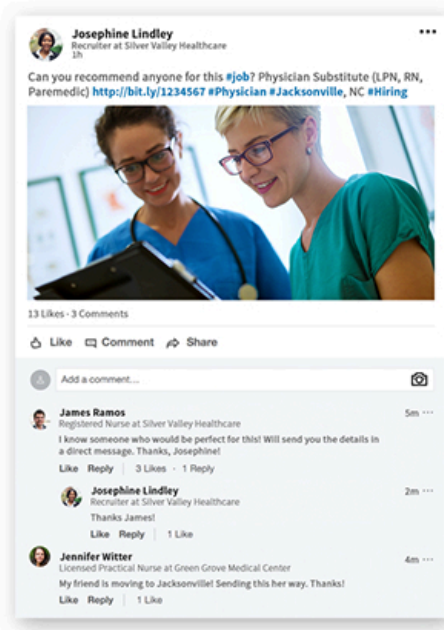 Josephine Lindley
Recruiter at Silver Valley Healthcare
1h
Can you recommend anyone for this #job? Physician Substitute (LPN, RN,
Paremedic) http://bit.ly/1234567 #Physician #Jacksonville, NC #Hiring
13 Likes · 3 Comments
Like Comment Share
Add a comment...
James Ramos 5m
Registered Nurse at Silver Valley Healthcare
I know someone who would be perfect for this! Will send you the details in
a direct message. Thanks, Josephine!
Like Reply | 3 Likes · 1 Reply
Josephine Lindley 2m
Recruiter at Silver Valley Healthcare
Thanks James!
Like Reply | 1 Like
Jennifer Witter 4m
Licensed Practical Nurse at Green Grove Medical Center
My friend is moving to Jacksonville! Sending this her way. Thanks!
Like Reply | 1 Like